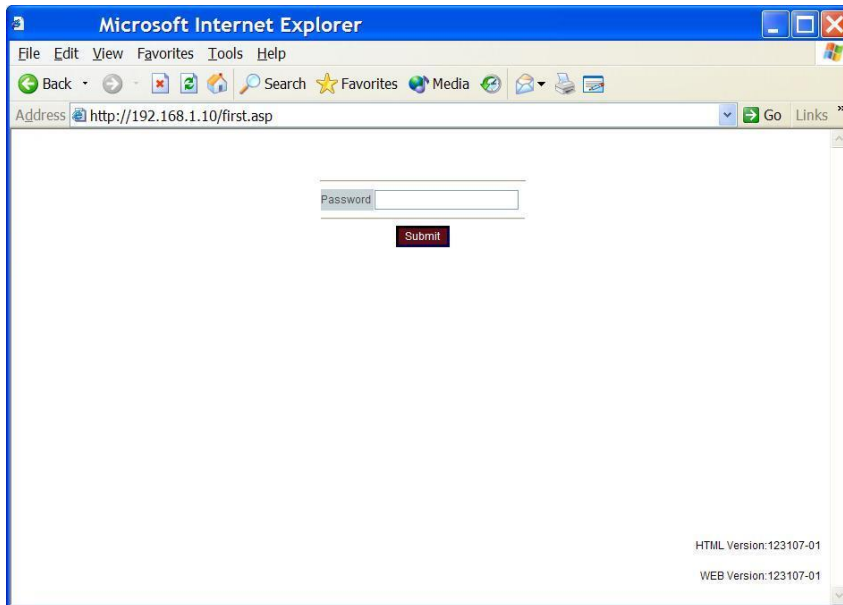 Microsoft Internet Explorer
File Edit View Favorites Tools Help
Back Search Favorites Media
Address http://192.168.1.10/first.asp Go Links »
Password
Submit
HTML Version:123107-01
WEB Version:123107-01